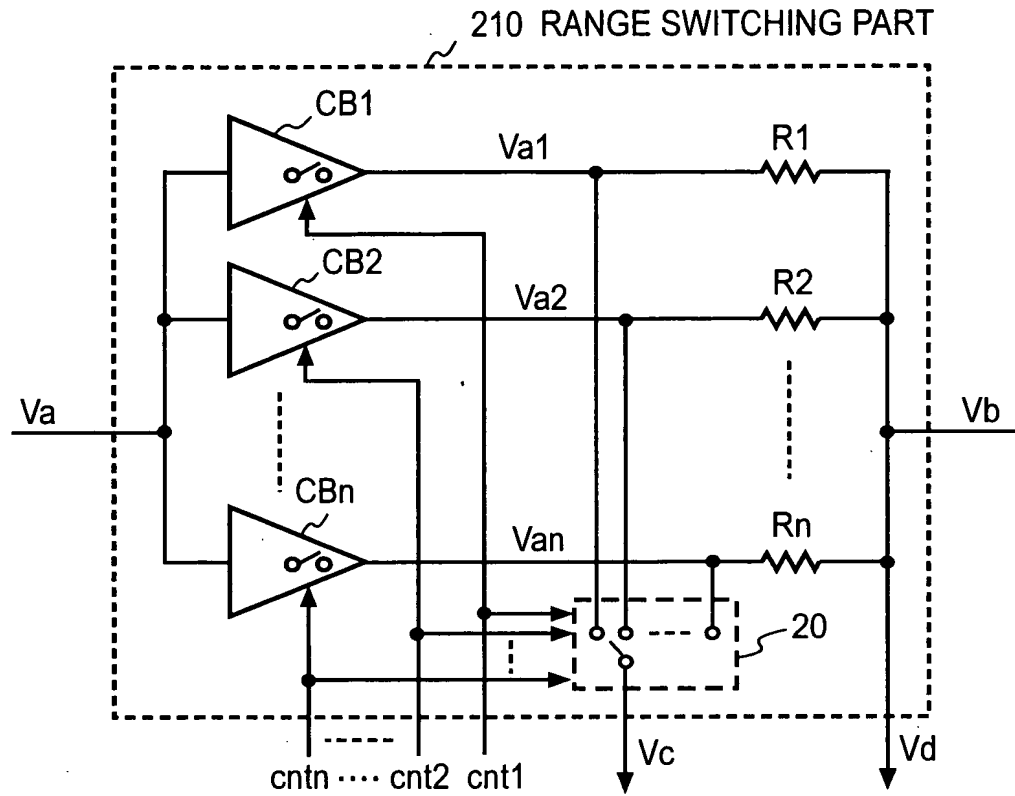 210 RANGE SWITCHING PART
CB1
Va1
R1
CB2
Va2
R2
Va
Vb
CBn
Van
Rn
20
cntn ···· cnt2 cnt1
Vc
Vd